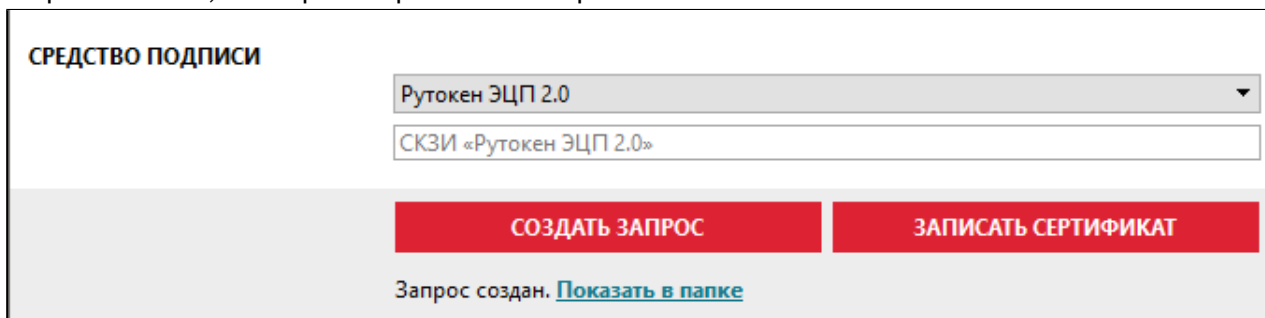 СРЕДСТВО ПОДПИСИ
Рутокен ЭЦП 2.0
СКЗИ «Рутокен ЭЦП 2.0»
СОЗДАТЬ ЗАПРОС ЗАПИСАТЬ СЕРТИФИКАТ
Запрос создан. Показать в папке